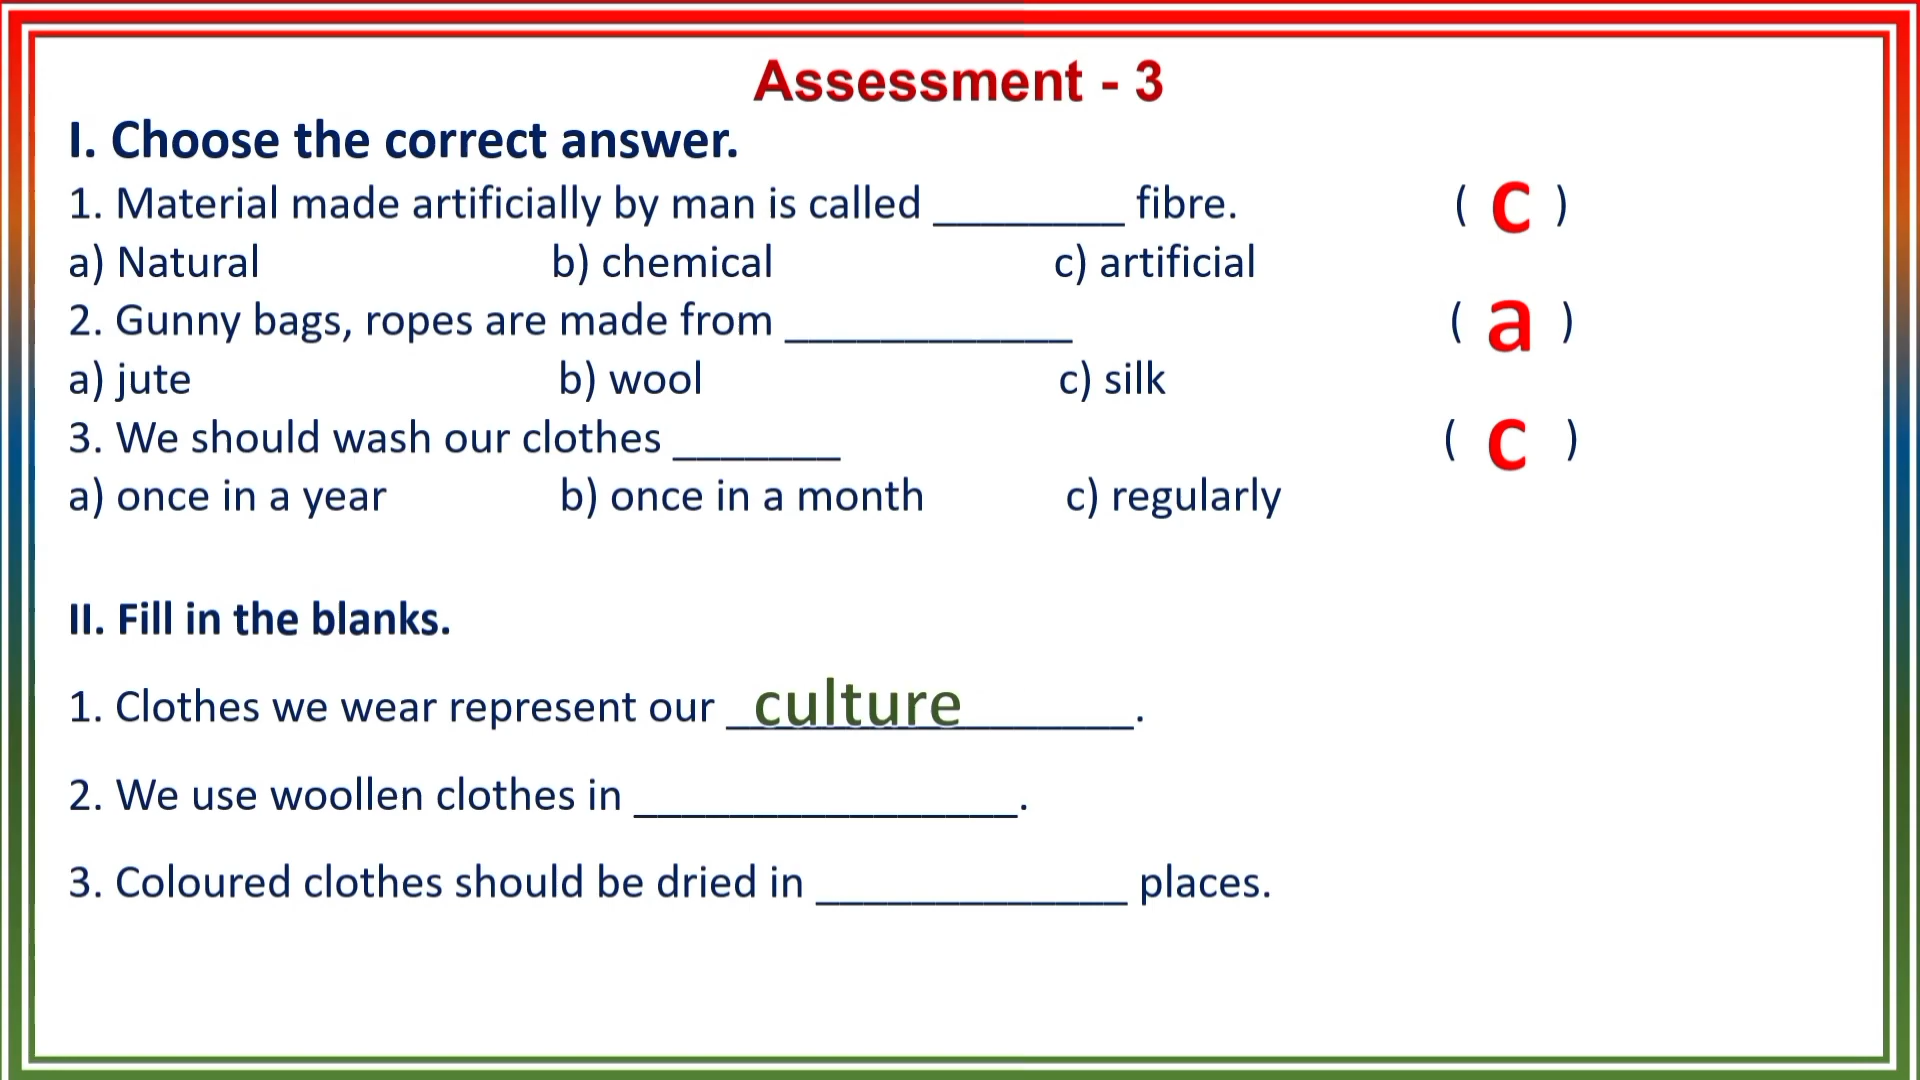 Assessment - 3
I. Choose the correct answer.
1. Material made artificially by man is called ________ fibre. ( c )
a) Natural b) chemical c) artificial
2. Gunny bags, ropes are made from ____________ ( a )
a) jute b) wool c) silk
3. We should wash our clothes _______ ( c )
a) once in a year b) once in a month c) regularly
II. Fill in the blanks.
1. Clothes we wear represent our _culture_______.
2. We use woollen clothes in ________________.
3. Coloured clothes should be dried in _____________ places.